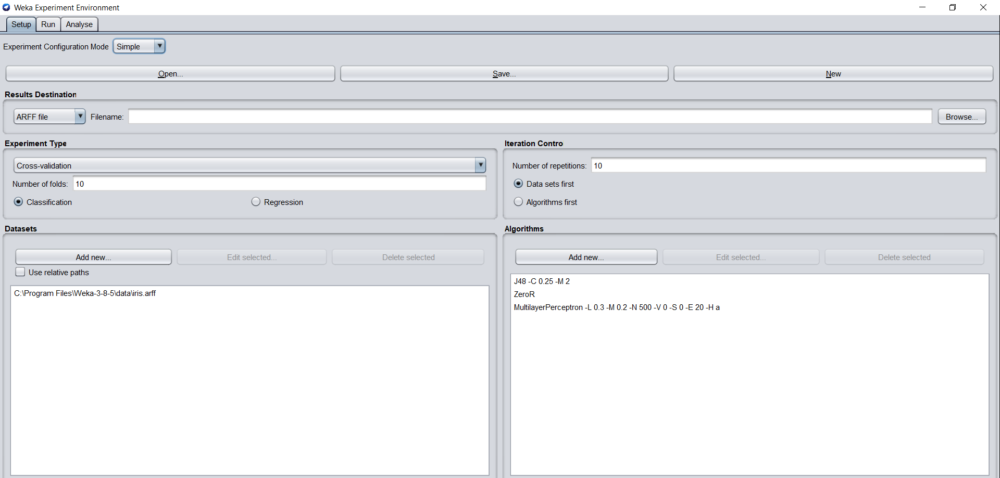 Weka Experiment Environment
Setup Run Analyse
Experiment Configuration Mode Simple
Open... Save... New
Results Destination
ARFF file Filename: Browse...
Experiment Type
Cross-validation
Number of folds: 10
Classification Regression
Iteration Contro
Number of repetitions: 10
Data sets first
Algorithms first
Datasets
Add new... Edit selected... Delete selected
Use relative paths
C:\Program Files\Weka-3-8-5\data\iris.arff
Algorithms
Add new... Edit selected... Delete selected
J48 -C 0.25 -M 2
ZeroR
MultilayerPerceptron -L 0.3 -M 0.2 -N 500 -V 0 -S 0 -E 20 -H a